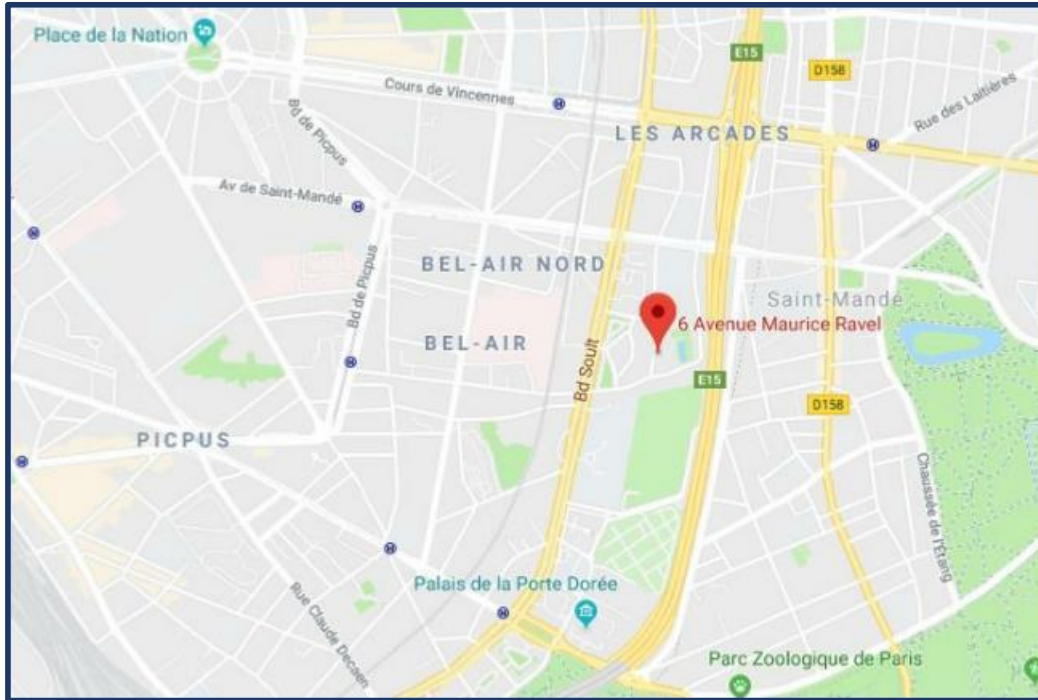 Place de la Nation
E15
D158
Cours de Vincennes
Rue des Laitières
Bd de Picpus
LES ARCADES
Av de Saint-Mandé
BEL-AIR NORD
Bd de Picpus
Saint-Mandé
6 Avenue Maurice Ravel
BEL-AIR
Bd Soult
E15
D158
PICPUS
Chaussée de l'Étang
Palais de la Porte Dorée
Rue Claude Decaen
Parc Zoologique de Paris